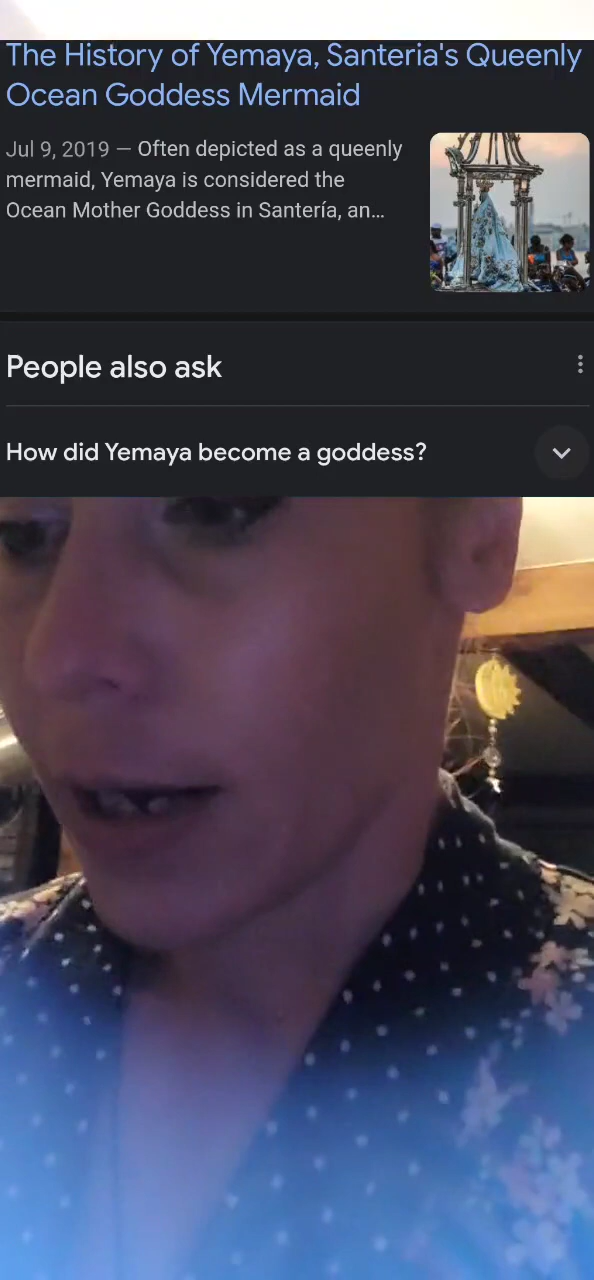 The History of Yemaya, Santeria's Queenly
Ocean Goddess Mermaid
Jul 9, 2019 — Often depicted as a queenly
mermaid, Yemaya is considered the
Ocean Mother Goddess in Santería, an...
People also ask
How did Yemaya become a goddess?